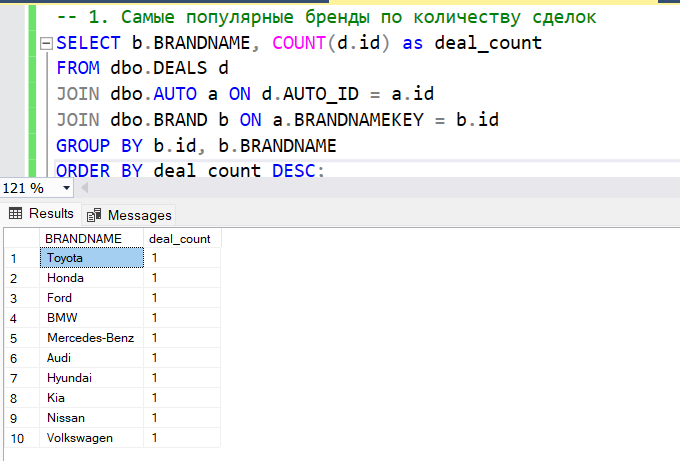 -- 1. Самые популярные бренды по количеству сделок
SELECT b.BRANDNAME, COUNT(d.id) as deal_count
FROM dbo.DEALS d
JOIN dbo.AUTO a ON d.AUTO_ID = a.id
JOIN dbo.BRAND b ON a.BRANDNAMEKEY = b.id
GROUP BY b.id, b.BRANDNAME
ORDER BY deal_count DESC;
121 %
Results Messages
BRANDNAME deal_count
1 Toyota 1
2 Honda 1
3 Ford 1
4 BMW 1
5 Mercedes-Benz 1
6 Audi 1
7 Hyundai 1
8 Kia 1
9 Nissan 1
10 Volkswagen 1